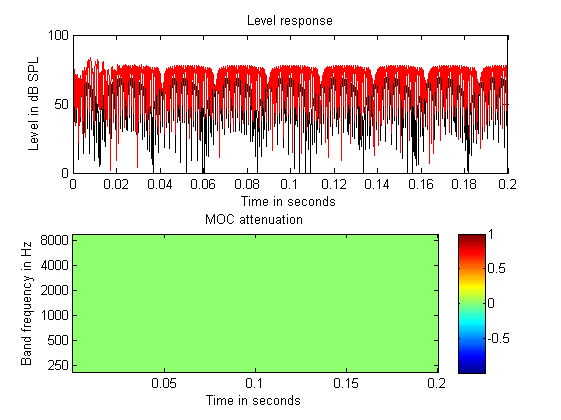 Level response
Level in dB SPL
100
50
0
0 0.02 0.04 0.06 0.08 0.1 0.12 0.14 0.16 0.18 0.2
Time in seconds
MOC attenuation
Band frequency in Hz
8000
4000
2000
1000
500
250
0.05 0.1 0.15 0.2
Time in seconds
1
0.5
0
-0.5